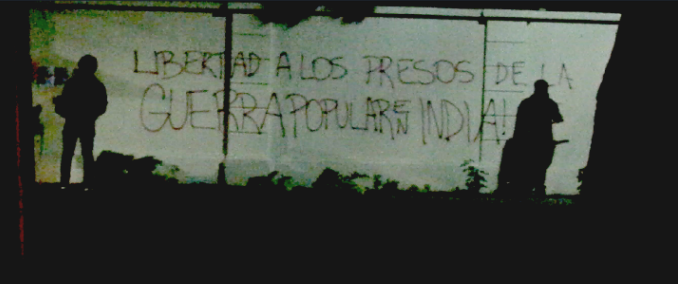 LIBERTAD A LOS PRESOS DE LA
GUERRA POPULAR EN INDIA!